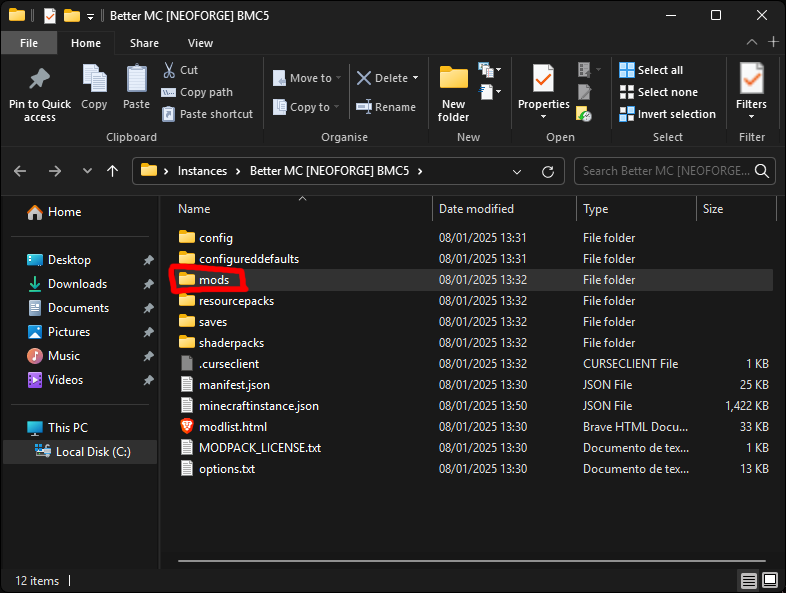 Better MC [NEOFORGE] BMC5
File Home Share View
Pin to Quick access
Copy
Paste
Cut
Copy path
Paste shortcut
Clipboard
Move to
Copy to
Delete
Rename
Organise
New folder
New
Properties
Open
Select all
Select none
Invert selection
Select
Filters
Filter
Instances Better MC [NEOFORGE] BMC5
Search Better MC [NEOFORGE...
Home
Desktop
Downloads
Documents
Pictures
Music
Videos
This PC
Local Disk (C:)
Name Date modified Type Size
config 08/01/2025 13:31 File folder
configureddefaults 08/01/2025 13:31 File folder
mods 08/01/2025 13:32 File folder
resourcepacks 08/01/2025 13:32 File folder
saves 08/01/2025 13:32 File folder
shaderpacks 08/01/2025 13:32 File folder
.curseclient 08/01/2025 13:32 CURSECLIENT File 1 KB
manifest.json 08/01/2025 13:30 JSON File 25 KB
minecraftinstance.json 08/01/2025 13:50 JSON File 1,422 KB
modlist.html 08/01/2025 13:30 Brave HTML Docu... 33 KB
MODPACK_LICENSE.txt 08/01/2025 13:30 Documento de tex... 1 KB
options.txt 08/01/2025 13:30 Documento de tex... 13 KB
12 items